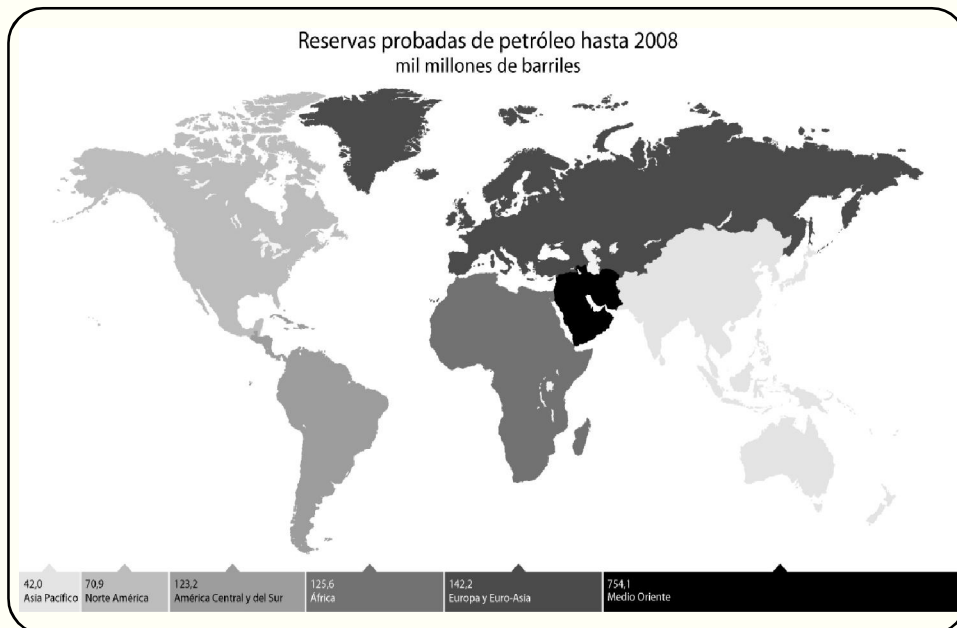 Reservas probadas de petróleo hasta 2008
mil millones de barriles
42,0
Asia Pacífico
70,9
Norte América
123,2
América Central y del Sur
125,6
África
142,2
Europa y Euro-Asia
754,1
Medio Oriente